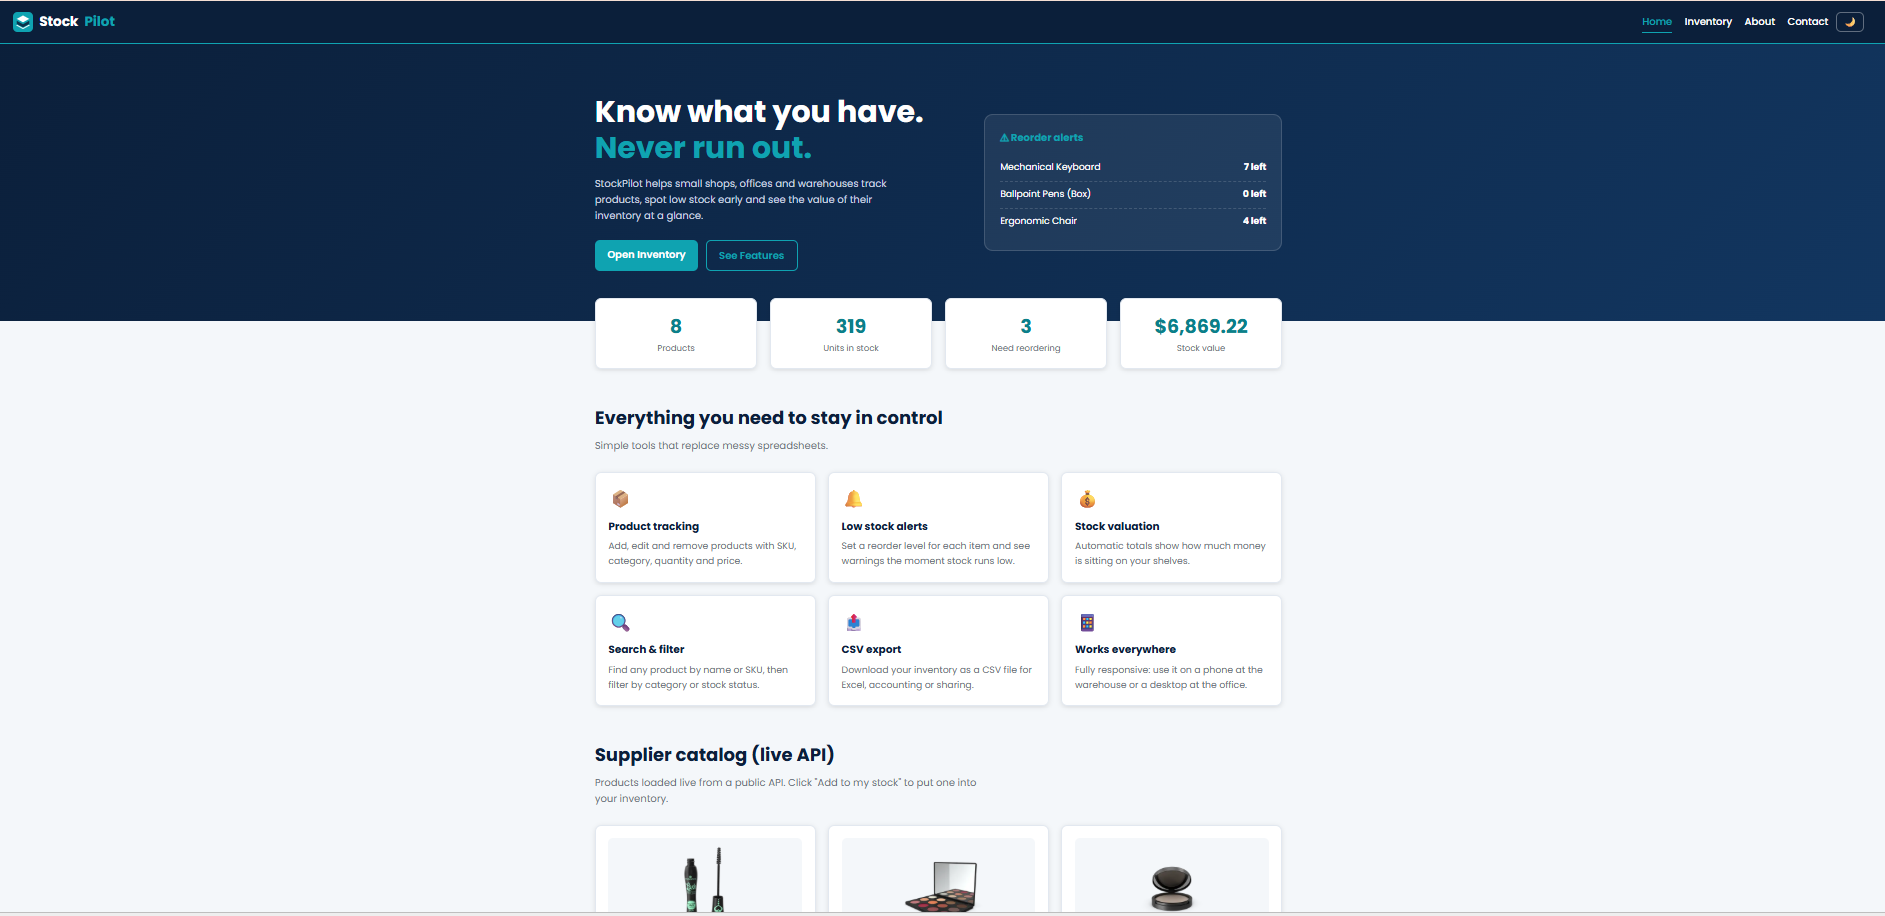 Stock Pilot
Home Inventory About Contact
Know what you have.
Never run out.
StockPilot helps small shops, offices and warehouses track
products, spot low stock early and see the value of their
inventory at a glance.
Open Inventory See Features
⚠ Reorder alerts
Mechanical Keyboard 7 left
Ballpoint Pens (Box) 0 left
Ergonomic Chair 4 left
8
Products
319
Units in stock
3
Need reordering
$6,869.22
Stock value
Everything you need to stay in control
Simple tools that replace messy spreadsheets.
Product tracking
Add, edit and remove products with SKU,
category, quantity and price.
Low stock alerts
Set a reorder level for each item and see
warnings the moment stock runs low.
Stock valuation
Automatic totals show how much money
is sitting on your shelves.
Search & filter
Find any product by name or SKU, then
filter by category or stock status.
CSV export
Download your inventory as a CSV file for
Excel, accounting or sharing.
Works everywhere
Fully responsive: use it on a phone at the
warehouse or a desktop at the office.
Supplier catalog (live API)
Products loaded live from a public API. Click "Add to my stock" to put one into
your inventory.